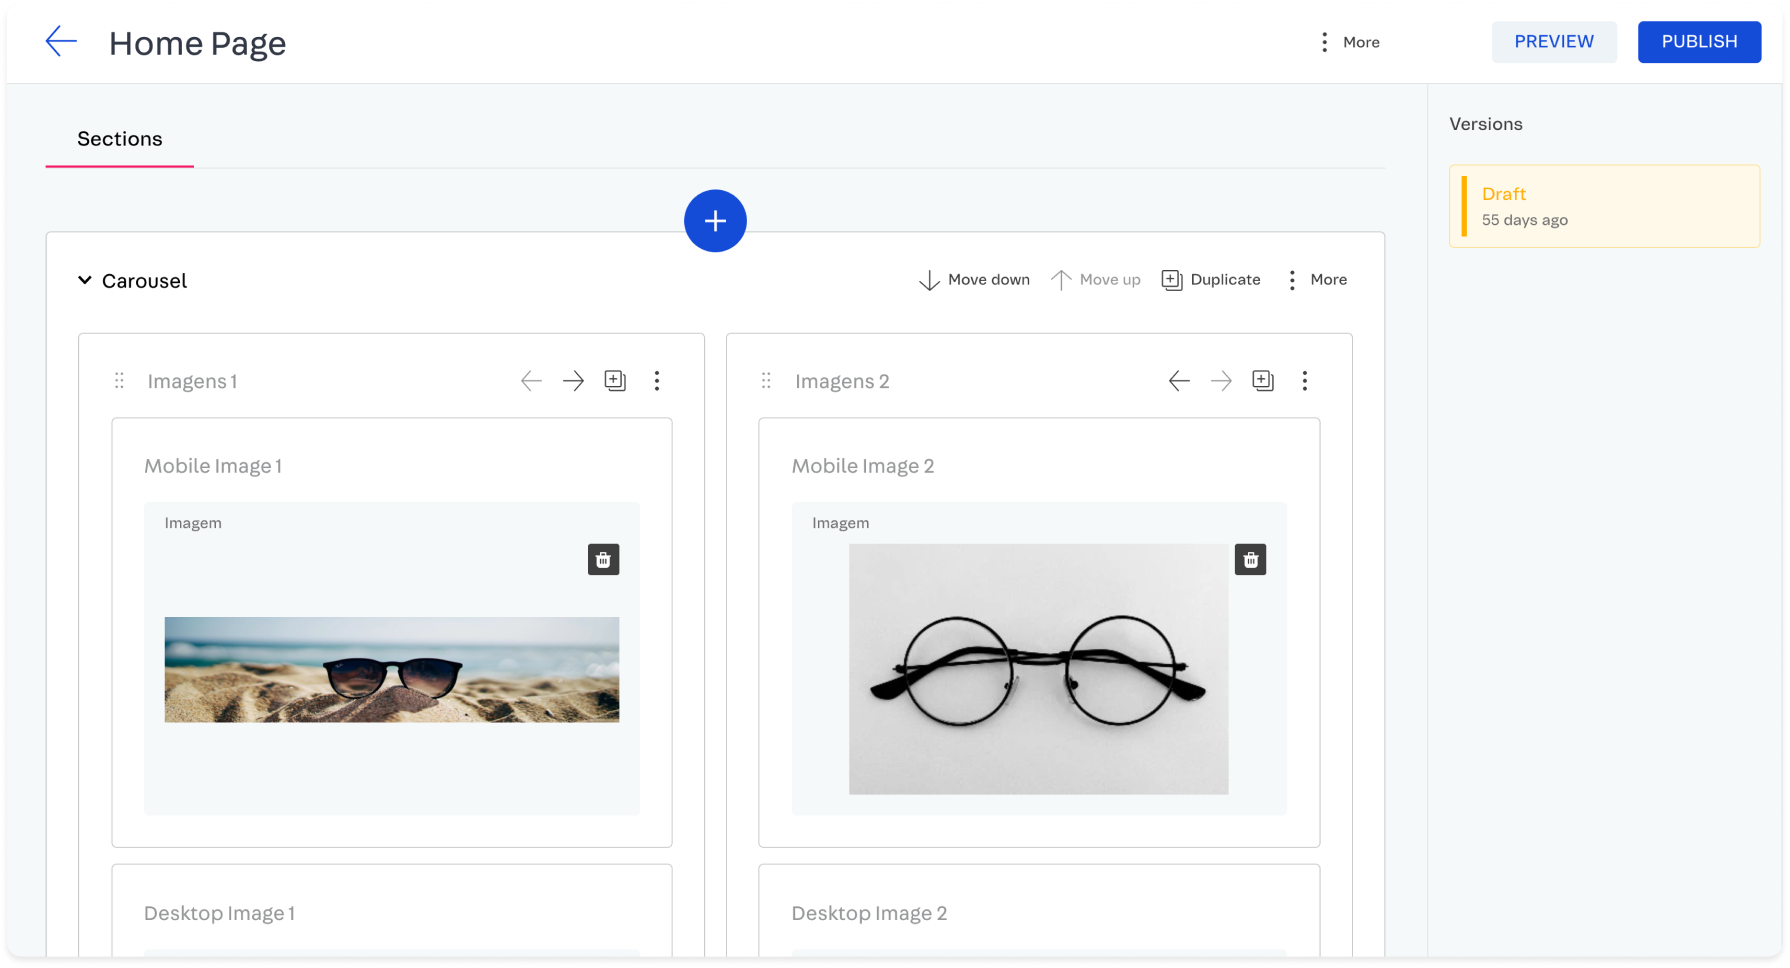 Home Page
More
PREVIEW
PUBLISH
Sections
Versions
Draft
55 days ago
Carousel
Move down
Move up
Duplicate
More
Imagens 1
Imagens 2
Mobile Image 1
Mobile Image 2
Imagem
Imagem
Desktop Image 1
Desktop Image 2